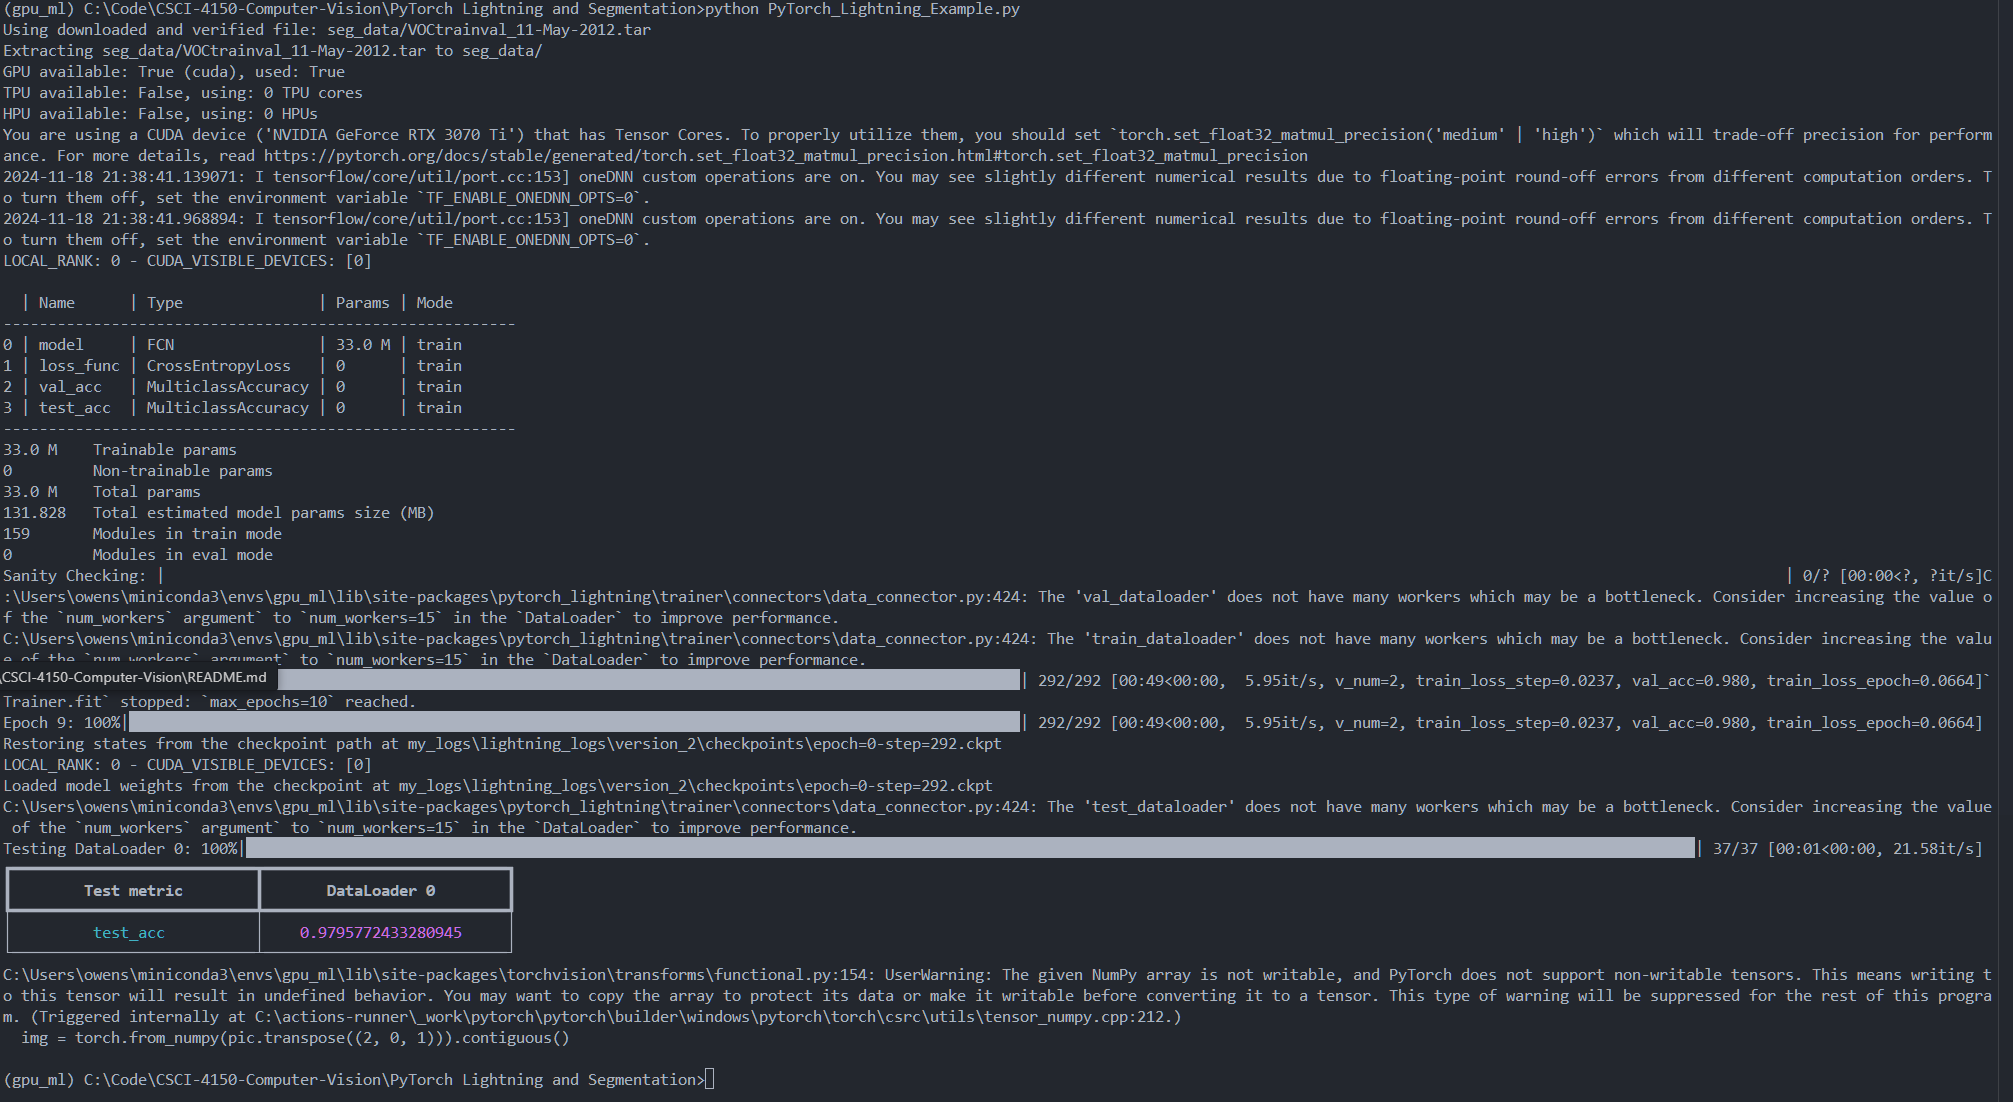 (gpu_ml) C:\Code\CSCI-4150-Computer-Vision\PyTorch Lightning and Segmentation>python PyTorch_Lightning_Example.py
Using downloaded and verified file: seg_data/VOCtrainval_11-May-2012.tar
Extracting seg_data/VOCtrainval_11-May-2012.tar to seg_data/
GPU available: True (cuda), used: True
TPU available: False, using: 0 TPU cores
HPU available: False, using: 0 HPUs
You are using a CUDA device ('NVIDIA GeForce RTX 3070 Ti') that has Tensor Cores. To properly utilize them, you should set `torch.set_float32_matmul_precision('medium' | 'high')` which will trade-off precision for perform
ance. For more details, read https://pytorch.org/docs/stable/generated/torch.set_float32_matmul_precision.html#torch.set_float32_matmul_precision
2024-11-18 21:38:41.139071: I tensorflow/core/util/port.cc:153] oneDNN custom operations are on. You may see slightly different numerical results due to floating-point round-off errors from different computation orders. T
o turn them off, set the environment variable `TF_ENABLE_ONEDNN_OPTS=0`.
2024-11-18 21:38:41.968894: I tensorflow/core/util/port.cc:153] oneDNN custom operations are on. You may see slightly different numerical results due to floating-point round-off errors from different computation orders. T
o turn them off, set the environment variable `TF_ENABLE_ONEDNN_OPTS=0`.
LOCAL_RANK: 0 - CUDA_VISIBLE_DEVICES: [0]
  | Name      | Type               | Params | Mode
---------------------------------------------------------
0 | model     | FCN                | 33.0 M | train
1 | loss_func | CrossEntropyLoss   | 0      | train
2 | val_acc   | MulticlassAccuracy | 0      | train
3 | test_acc  | MulticlassAccuracy | 0      | train
---------------------------------------------------------
33.0 M    Trainable params
0         Non-trainable params
33.0 M    Total params
131.828   Total estimated model params size (MB)
159       Modules in train mode
0         Modules in eval mode
Sanity Checking: | | 0/? [00:00<?, ?it/s]C
:\Users\owens\miniconda3\envs\gpu_ml\lib\site-packages\pytorch_lightning\trainer\connectors\data_connector.py:424: The 'val_dataloader' does not have many workers which may be a bottleneck. Consider increasing the value o
f the `num_workers` argument` to `num_workers=15` in the `DataLoader` to improve performance.
C:\Users\owens\miniconda3\envs\gpu_ml\lib\site-packages\pytorch_lightning\trainer\connectors\data_connector.py:424: The 'train_dataloader' does not have many workers which may be a bottleneck. Consider increasing the valu
e of the `num_workers` argument` to `num_workers=15` in the `DataLoader` to improve performance.
\CSCI-4150-Computer-Vision\README.md | 292/292 [00:49<00:00,  5.95it/s, v_num=2, train_loss_step=0.0237, val_acc=0.980, train_loss_epoch=0.0664]`
Trainer.fit` stopped: `max_epochs=10` reached.
Epoch 9: 100%| | 292/292 [00:49<00:00,  5.95it/s, v_num=2, train_loss_step=0.0237, val_acc=0.980, train_loss_epoch=0.0664]
Restoring states from the checkpoint path at my_logs\lightning_logs\version_2\checkpoints\epoch=0-step=292.ckpt
LOCAL_RANK: 0 - CUDA_VISIBLE_DEVICES: [0]
Loaded model weights from the checkpoint at my_logs\lightning_logs\version_2\checkpoints\epoch=0-step=292.ckpt
C:\Users\owens\miniconda3\envs\gpu_ml\lib\site-packages\pytorch_lightning\trainer\connectors\data_connector.py:424: The 'test_dataloader' does not have many workers which may be a bottleneck. Consider increasing the value
 of the `num_workers` argument` to `num_workers=15` in the `DataLoader` to improve performance.
Testing DataLoader 0: 100%| | 37/37 [00:01<00:00, 21.58it/s]
Test metric DataLoader 0
test_acc 0.9795772433280945
C:\Users\owens\miniconda3\envs\gpu_ml\lib\site-packages\torchvision\transforms\functional.py:154: UserWarning: The given NumPy array is not writable, and PyTorch does not support non-writable tensors. This means writing t
o this tensor will result in undefined behavior. You may want to copy the array to protect its data or make it writable before converting it to a tensor. This type of warning will be suppressed for the rest of this progra
m. (Triggered internally at C:\actions-runner\_work\pytorch\pytorch\builder\windows\pytorch\torch\csrc\utils\tensor_numpy.cpp:212.)
  img = torch.from_numpy(pic.transpose((2, 0, 1))).contiguous()
(gpu_ml) C:\Code\CSCI-4150-Computer-Vision\PyTorch Lightning and Segmentation>